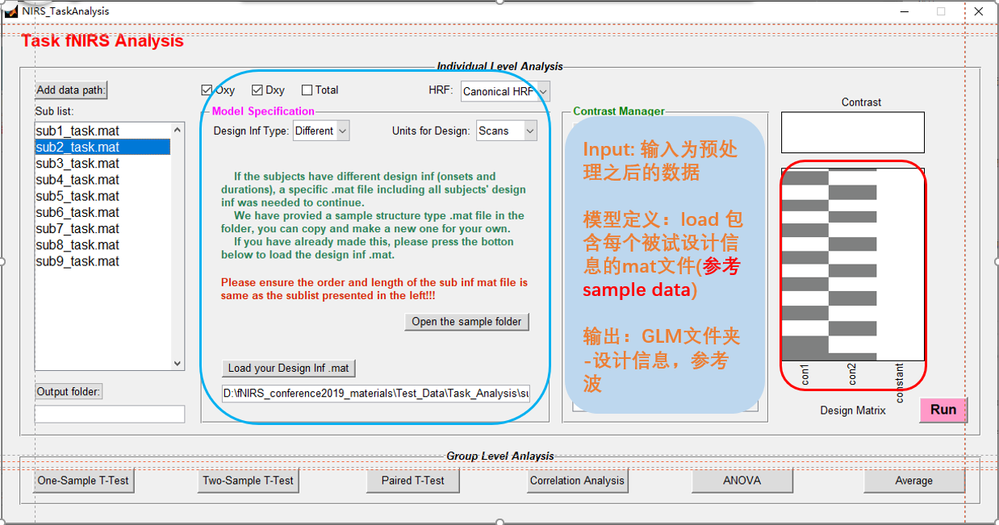 NIRS_TaskAnalysis
Task fNIRS Analysis
Individual Level Analysis
Add data path:
Sub list:
sub1_task.mat
sub2_task.mat
sub3_task.mat
sub4_task.mat
sub5_task.mat
sub6_task.mat
sub7_task.mat
sub8_task.mat
sub9_task.mat
Output folder:
Oxy Dxy Total HRF: Canonical HRF
Model Specification
Design Inf Type: Different Units for Design: Scans
If the subjects have different design inf (onsets and
durations), a specific .mat file including all subjects' design
inf was needed to continue.
We have provied a sample structure type .mat file in the
folder, you can copy and make a new one for your own.
If you have already made this, please press the botton
below to load the design inf .mat.
Please ensure the order and length of the sub inf mat file is
same as the sublist presented in the left!!!
Open the sample folder
Load your Design Inf .mat
D:\fNIRS_conference2019_materials\Test_Data\Task_Analysis\su
Contrast Manager
Input: 输入为预处
理之后的数据
模型定义：load 包
含每个被试设计信
息的mat文件(参考
sample data)
输出：GLM文件夹
-设计信息，参考
波
Contrast
con1
con2
constant
Design Matrix
Run
Group Level Anlaysis
One-Sample T-Test
Two-Sample T-Test
Paired T-Test
Correlation Analysis
ANOVA
Average